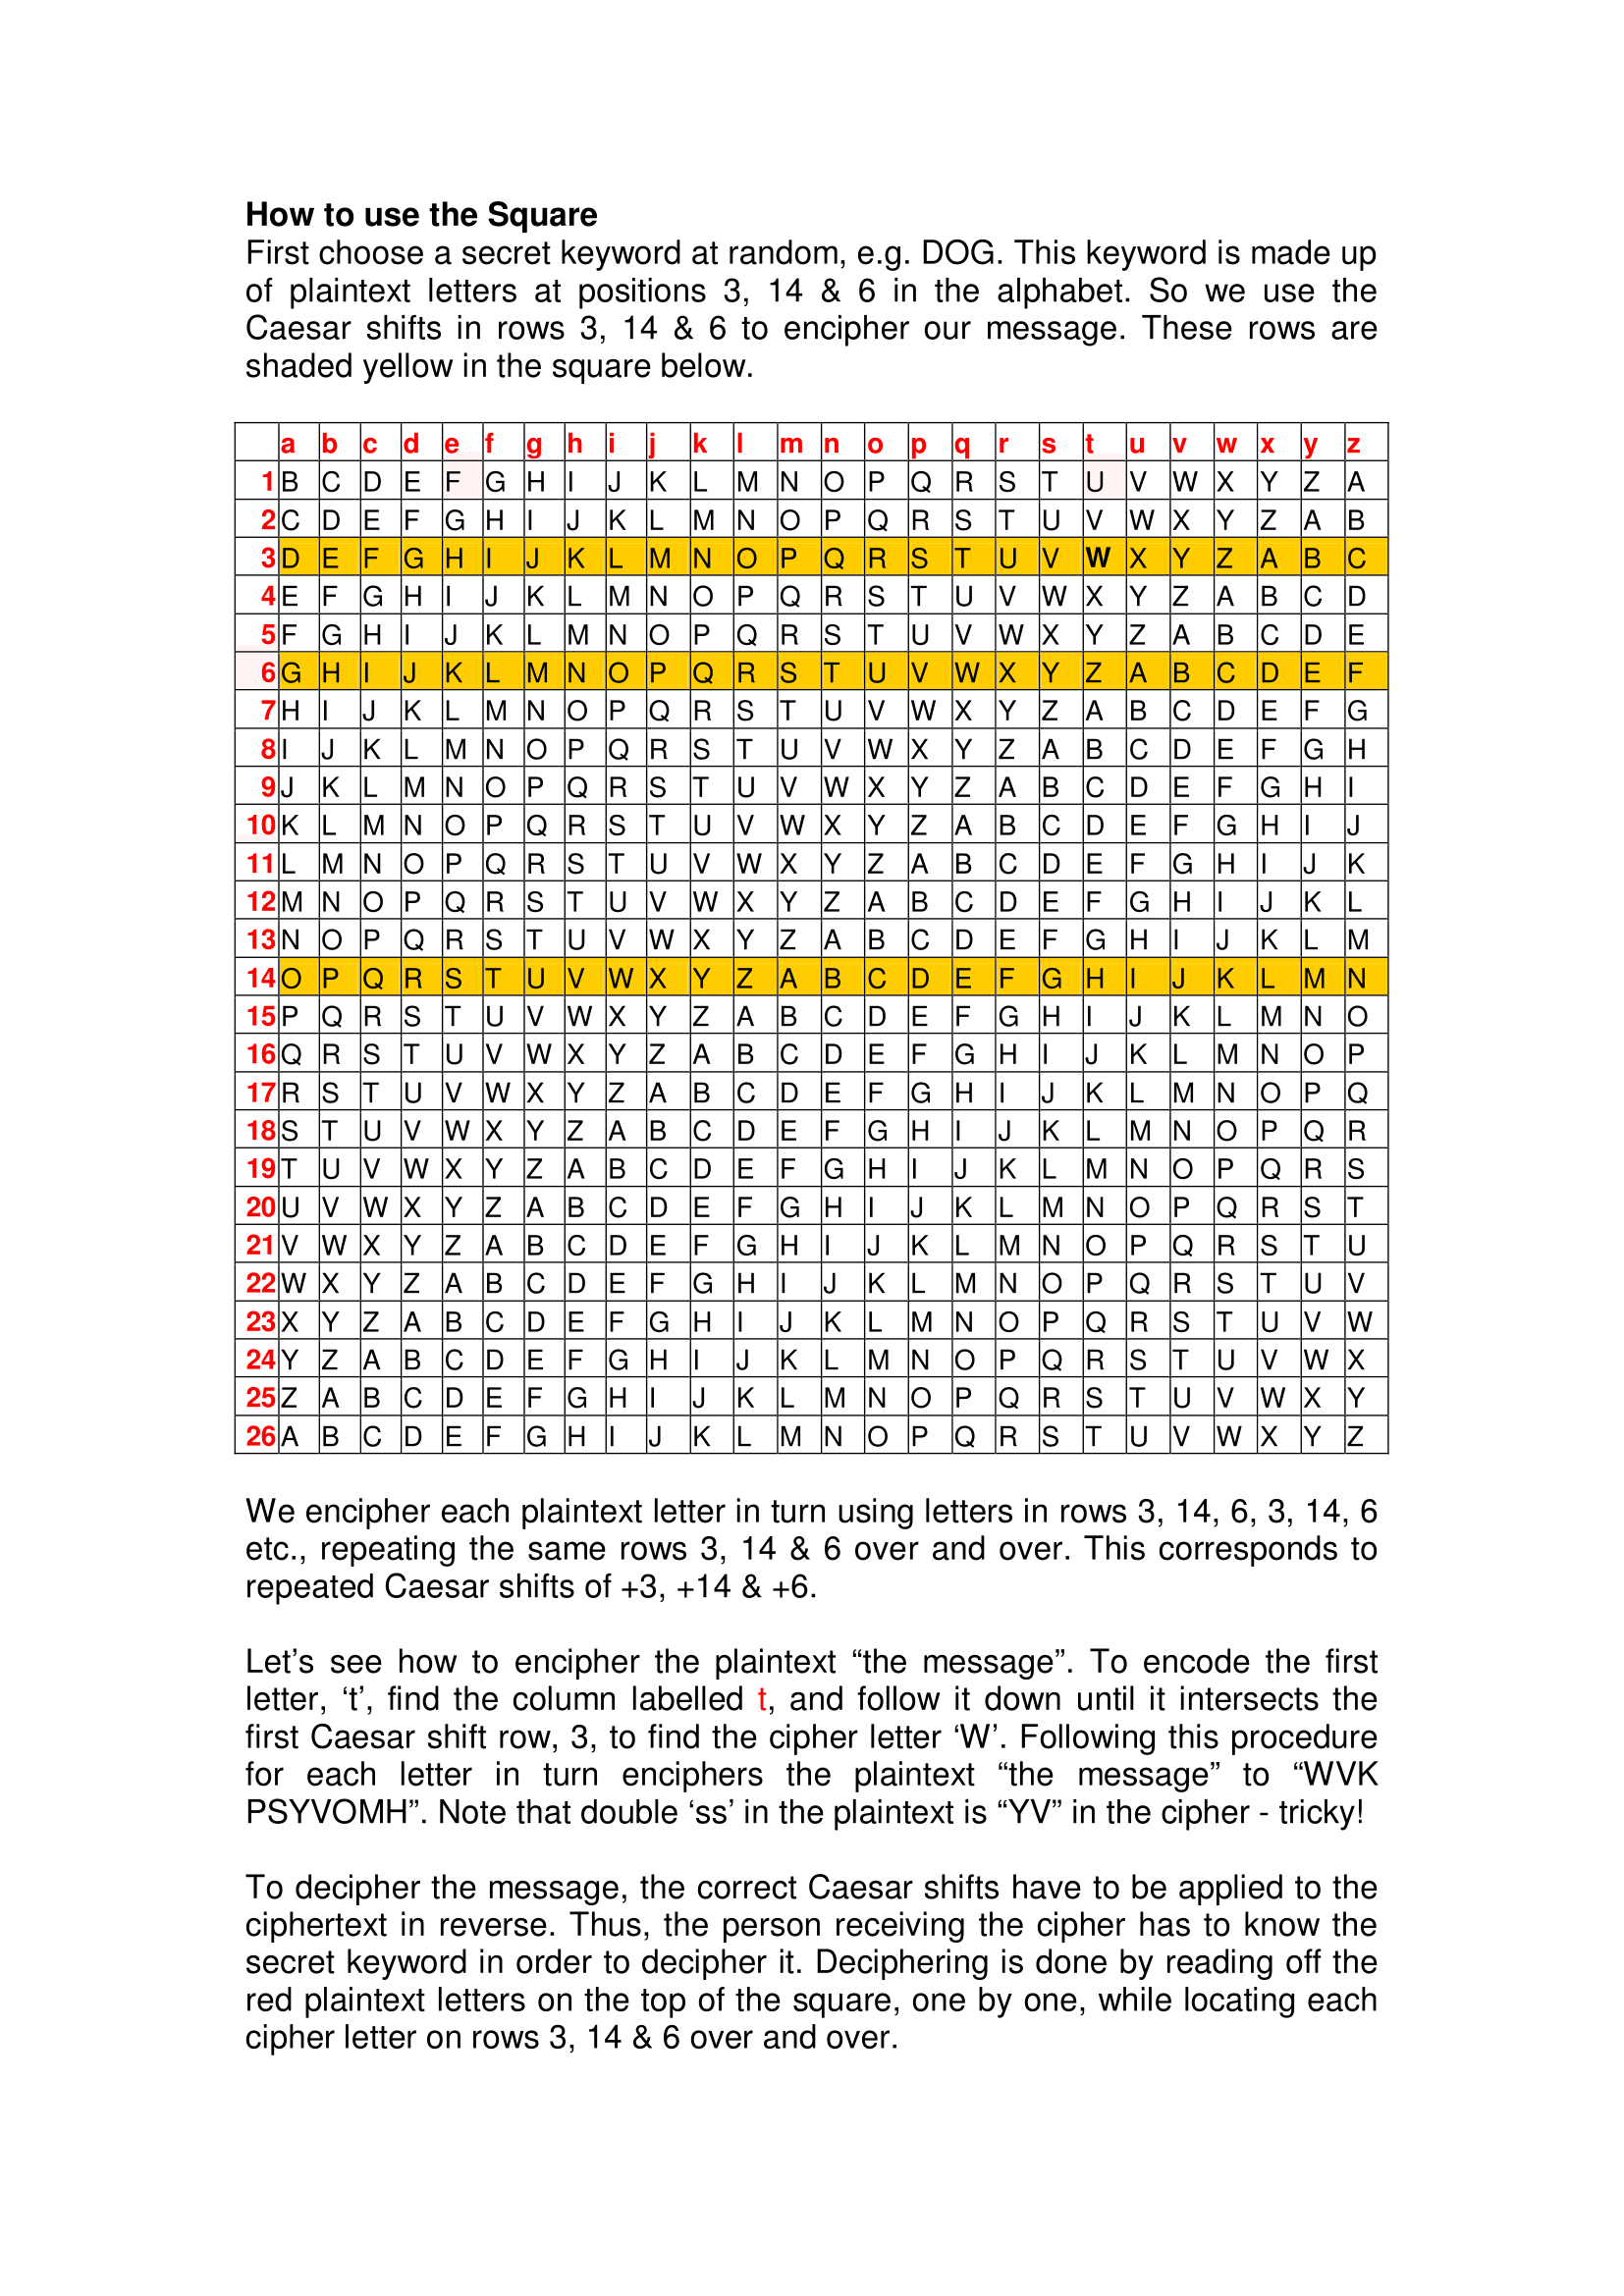 How to use the Square
First choose a secret keyword at random, e.g. DOG. This keyword is made up
of plaintext letters at positions 3, 14 & 6 in the alphabet. So we use the
Caesar shifts in rows 3, 14 & 6 to encipher our message. These rows are
shaded yellow in the square below.
a b c d e f g h i j k l m n o p q r s t u v w x y z
1 B C D E F G H I J K L M N O P Q R S T U V W X Y Z A
2 C D E F G H I J K L M N O P Q R S T U V W X Y Z A B
3 D E F G H I J K L M N O P Q R S T U V W X Y Z A B C
4 E F G H I J K L M N O P Q R S T U V W X Y Z A B C D
5 F G H I J K L M N O P Q R S T U V W X Y Z A B C D E
6 G H I J K L M N O P Q R S T U V W X Y Z A B C D E F
7 H I J K L M N O P Q R S T U V W X Y Z A B C D E F G
8 I J K L M N O P Q R S T U V W X Y Z A B C D E F G H
9 J K L M N O P Q R S T U V W X Y Z A B C D E F G H I
10 K L M N O P Q R S T U V W X Y Z A B C D E F G H I J
11 L M N O P Q R S T U V W X Y Z A B C D E F G H I J K
12 M N O P Q R S T U V W X Y Z A B C D E F G H I J K L
13 N O P Q R S T U V W X Y Z A B C D E F G H I J K L M
14 O P Q R S T U V W X Y Z A B C D E F G H I J K L M N
15 P Q R S T U V W X Y Z A B C D E F G H I J K L M N O
16 Q R S T U V W X Y Z A B C D E F G H I J K L M N O P
17 R S T U V W X Y Z A B C D E F G H I J K L M N O P Q
18 S T U V W X Y Z A B C D E F G H I J K L M N O P Q R
19 T U V W X Y Z A B C D E F G H I J K L M N O P Q R S
20 U V W X Y Z A B C D E F G H I J K L M N O P Q R S T
21 V W X Y Z A B C D E F G H I J K L M N O P Q R S T U
22 W X Y Z A B C D E F G H I J K L M N O P Q R S T U V
23 X Y Z A B C D E F G H I J K L M N O P Q R S T U V W
24 Y Z A B C D E F G H I J K L M N O P Q R S T U V W X
25 Z A B C D E F G H I J K L M N O P Q R S T U V W X Y
26 A B C D E F G H I J K L M N O P Q R S T U V W X Y Z
We encipher each plaintext letter in turn using letters in rows 3, 14, 6, 3, 14, 6
etc., repeating the same rows 3, 14 & 6 over and over. This corresponds to
repeated Caesar shifts of +3, +14 & +6.
Let’s see how to encipher the plaintext “the message”. To encode the first
letter, ‘t’, find the column labelled t, and follow it down until it intersects the
first Caesar shift row, 3, to find the cipher letter ‘W’. Following this procedure
for each letter in turn enciphers the plaintext “the message” to “WVK
PSYVOMH”. Note that double ‘ss’ in the plaintext is “YV” in the cipher - tricky!
To decipher the message, the correct Caesar shifts have to be applied to the
ciphertext in reverse. Thus, the person receiving the cipher has to know the
secret keyword in order to decipher it. Deciphering is done by reading off the
red plaintext letters on the top of the square, one by one, while locating each
cipher letter on rows 3, 14 & 6 over and over.